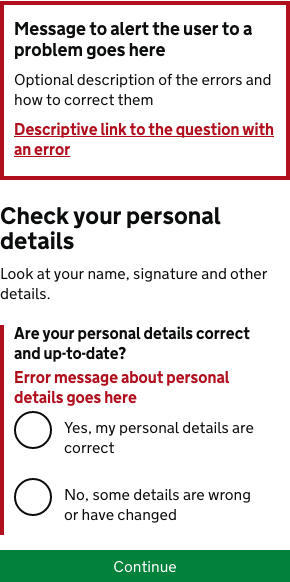 Message to alert the user to a
problem goes here
Optional description of the errors and
how to correct them
Descriptive link to the question with
an error
Check your personal
details
Look at your name, signature and other
details.
Are your personal details correct
and up-to-date?
Error message about personal
details goes here
Yes, my personal details are
correct
No, some details are wrong
or have changed
Continue